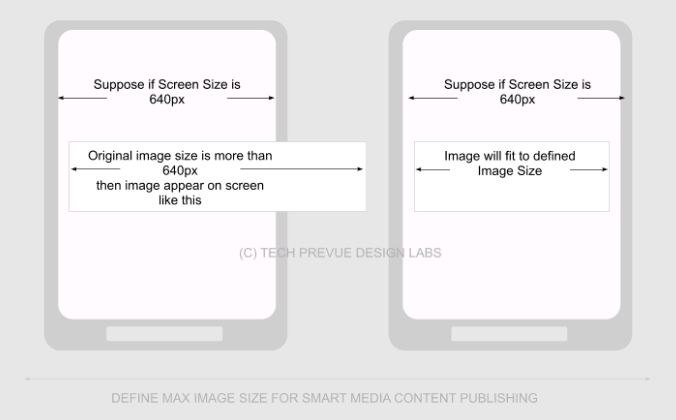 Suppose if Screen Size is
640px
Suppose if Screen Size is
640px
Original image size is more than
640px
then image appear on screen
like this
Image will fit to defined
Image Size
(C) TECH PREVUE DESIGN LABS
DEFINE MAX IMAGE SIZE FOR SMART MEDIA CONTENT PUBLISHING